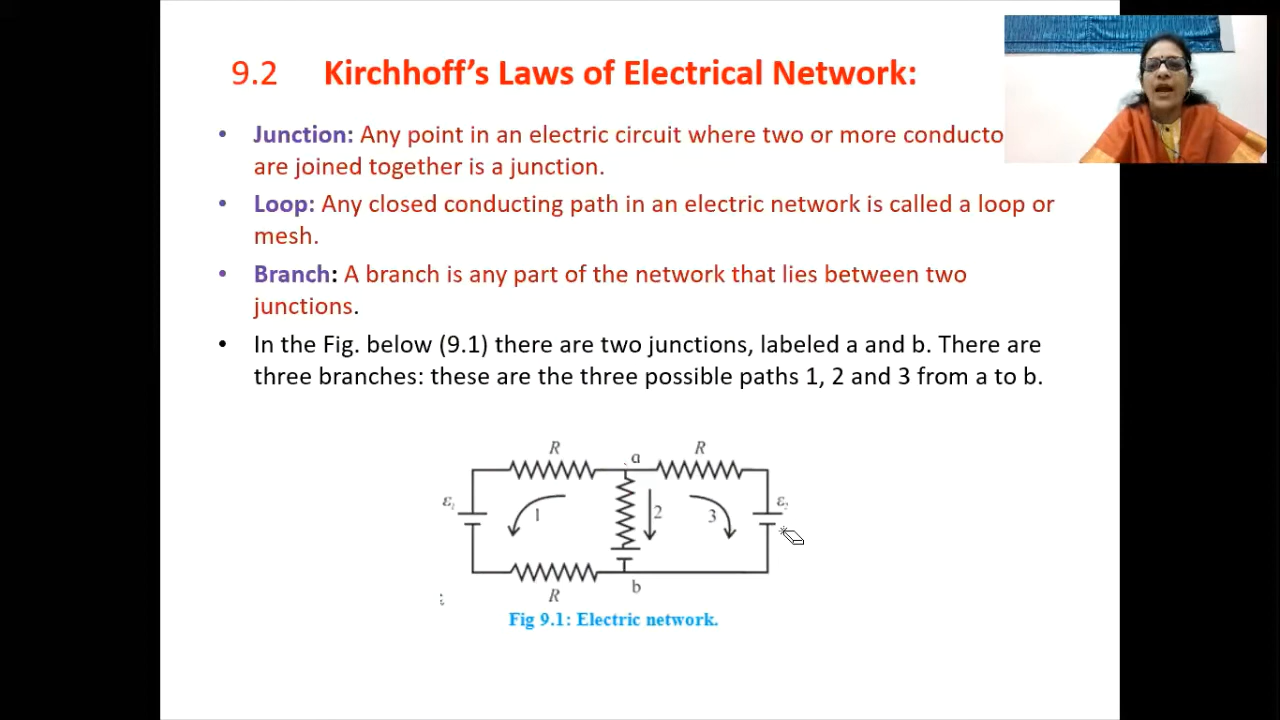 9.2 Kirchhoff's Laws of Electrical Network:
• Junction: Any point in an electric circuit where two or more
are joined together is a junction.
• Loop: Any closed conducting path in an electric network is called a loop or
mesh.
• Branch: A branch is any part of the network that lies between two
junctions.
• In the Fig. below (9.1) there are two junctions, labeled a and b. There are
three branches: these are the three possible paths 1, 2 and 3 from a to b.
R a R
ε₁ ε₂
1 2 3
R b
Fig 9.1: Electric network.